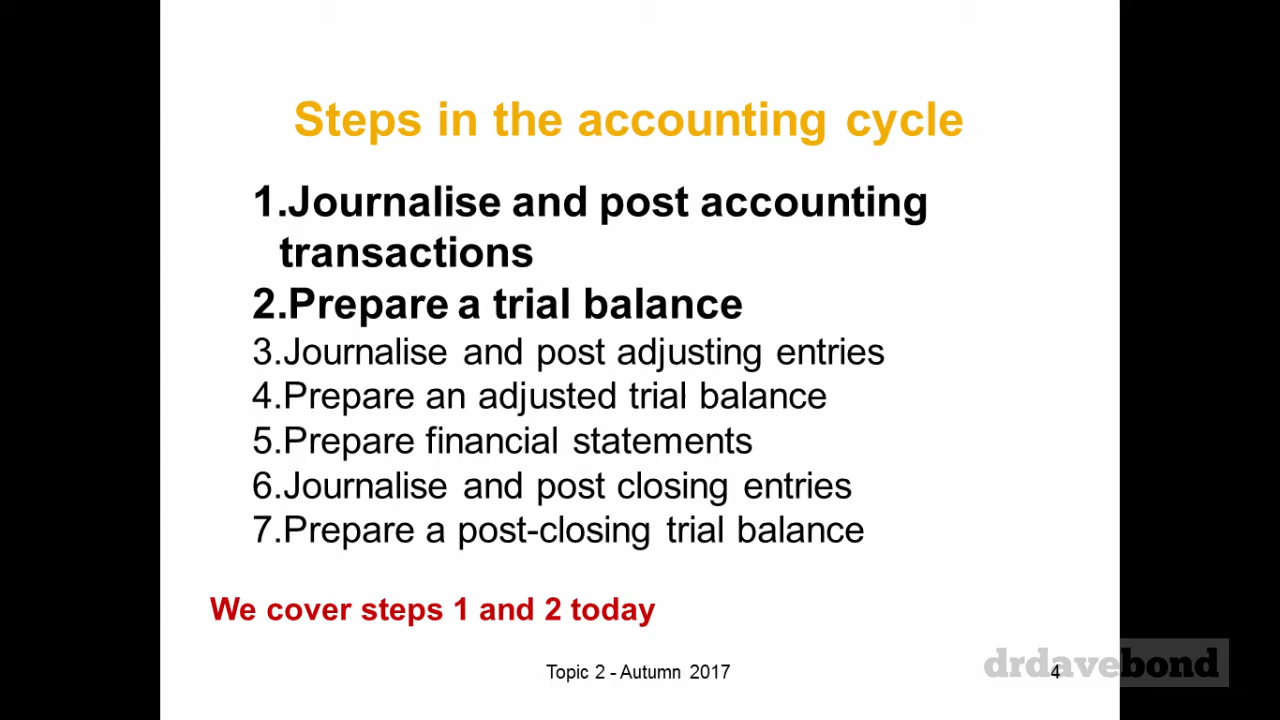 Steps in the accounting cycle
1.Journalise and post accounting
transactions
2.Prepare a trial balance
3.Journalise and post adjusting entries
4.Prepare an adjusted trial balance
5.Prepare financial statements
6.Journalise and post closing entries
7.Prepare a post-closing trial balance
We cover steps 1 and 2 today
Topic 2 - Autumn 2017
drdavebond
4